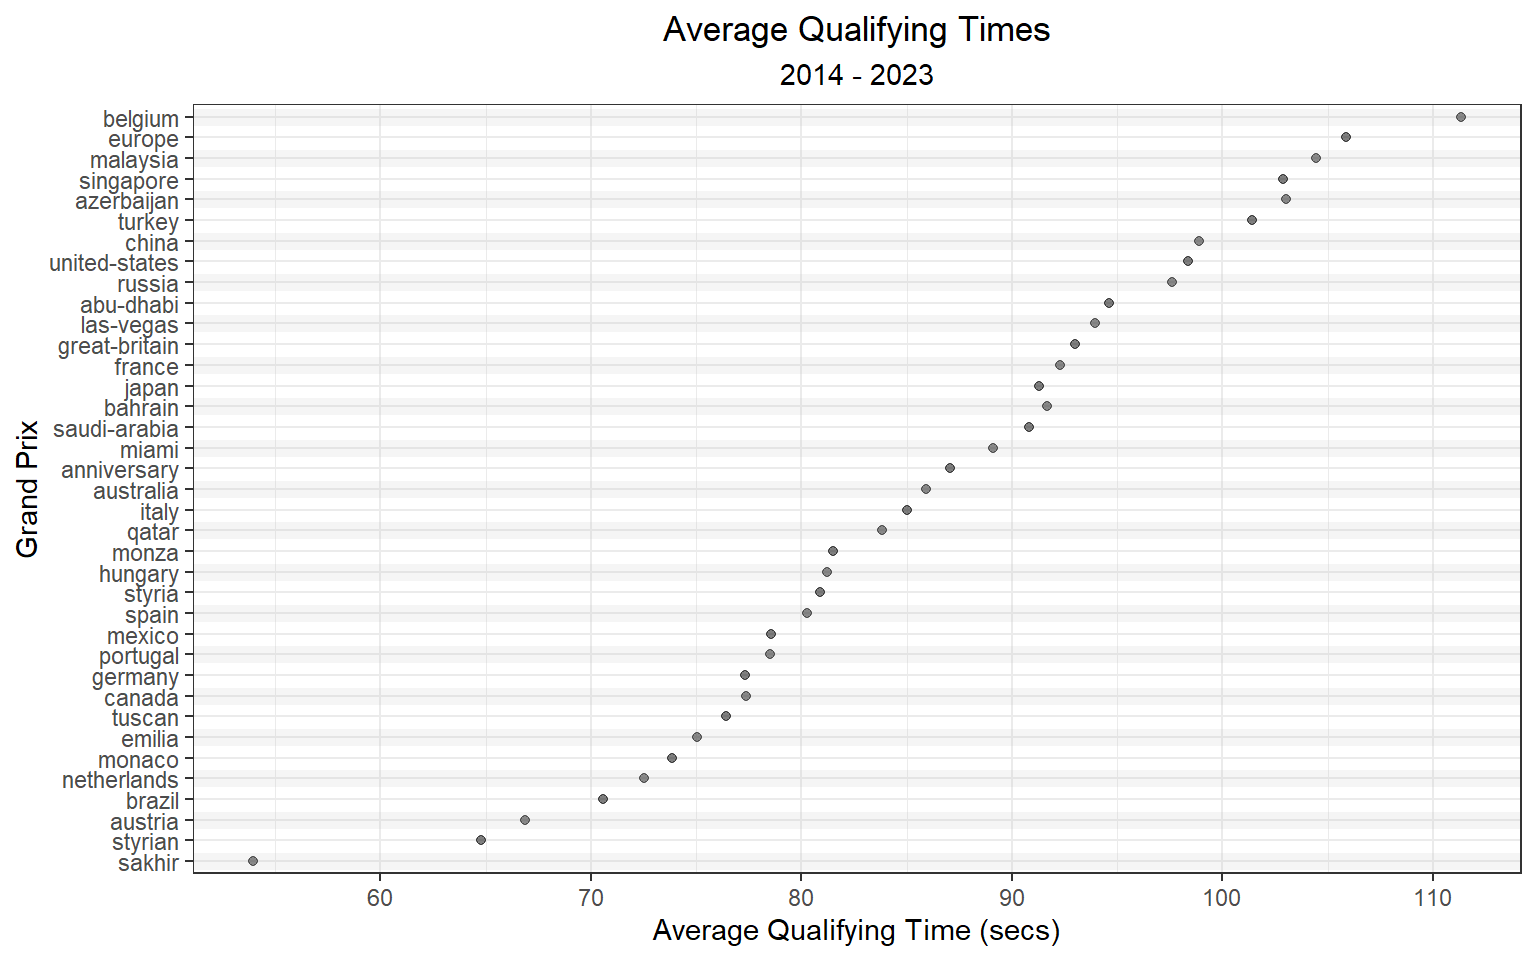 Average Qualifying Times
2014 - 2023
Grand Prix
belgium
europe
malaysia
singapore
azerbaijan
turkey
china
united-states
russia
abu-dhabi
las-vegas
great-britain
france
japan
bahrain
saudi-arabia
miami
anniversary
australia
italy
qatar
monza
hungary
styria
spain
mexico
portugal
germany
canada
tuscan
emilia
monaco
netherlands
brazil
austria
styrian
sakhir
60 70 80 90 100 110
Average Qualifying Time (secs)